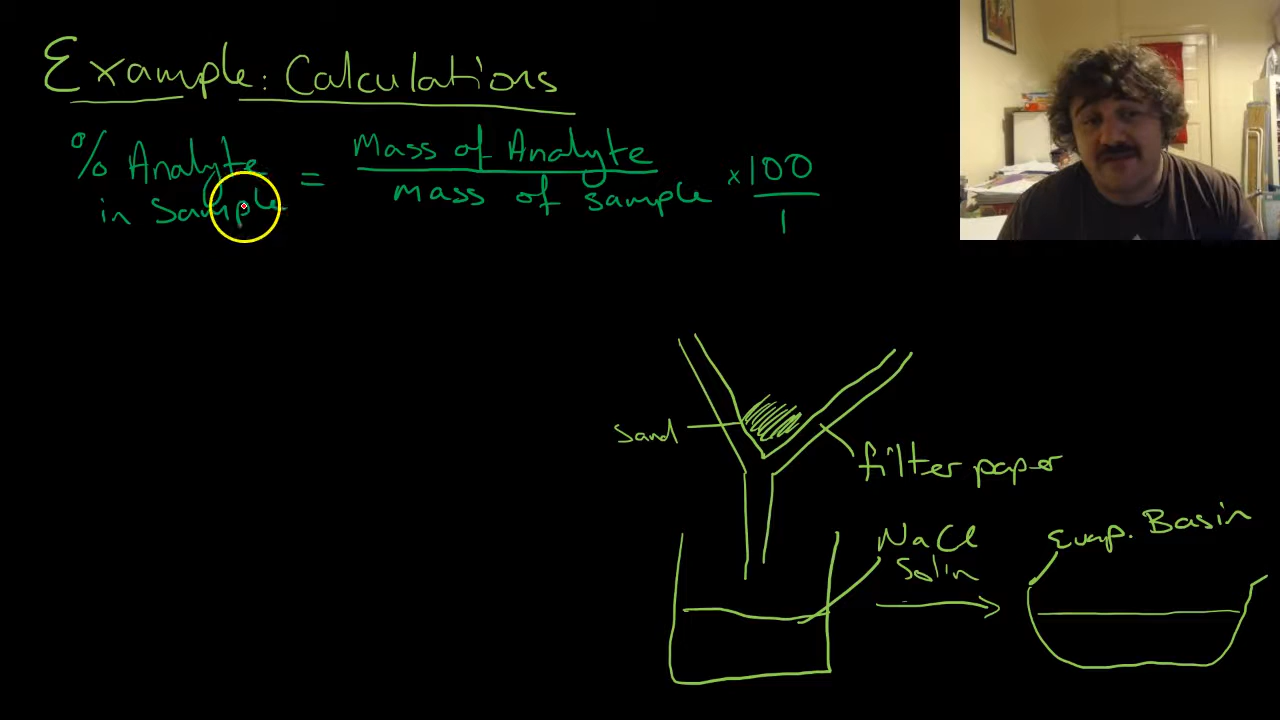 Example: Calculations
% Analyte in Sample = Mass of Analyte / mass of sample × 100 / 1
Sand
filter paper
NaCl
Sol'n
Evap. Basin